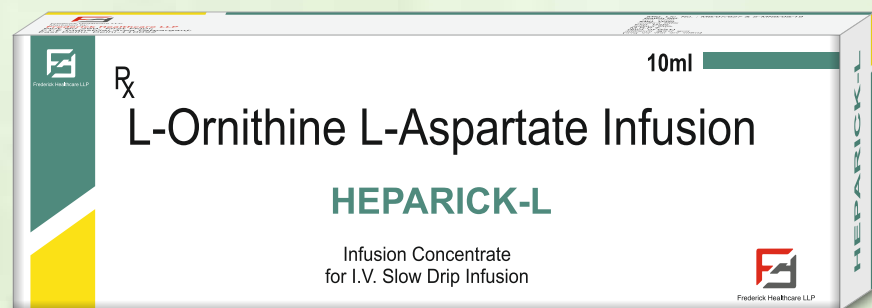 Frederick Healthcare LLP
10ml
Rx
L-Ornithine L-Aspartate Infusion
HEPARICK-L
Infusion Concentrate
for I.V. Slow Drip Infusion
Frederick Healthcare LLP
HEPARICK-L